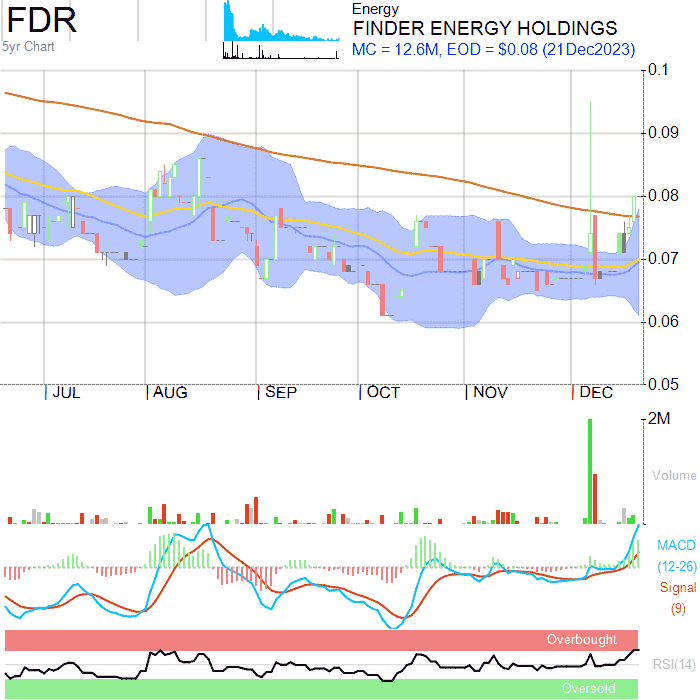 FDR
5yr Chart
Energy
FINDER ENERGY HOLDINGS
MC = 12.6M, EOD = $0.08 (21Dec2023)
0.1
0.09
0.08
0.07
0.06
0.05
JUL AUG SEP OCT NOV DEC
2M
Volume
MACD
(12-26)
Signal
(9)
Overbought
RSI(14)
Oversold